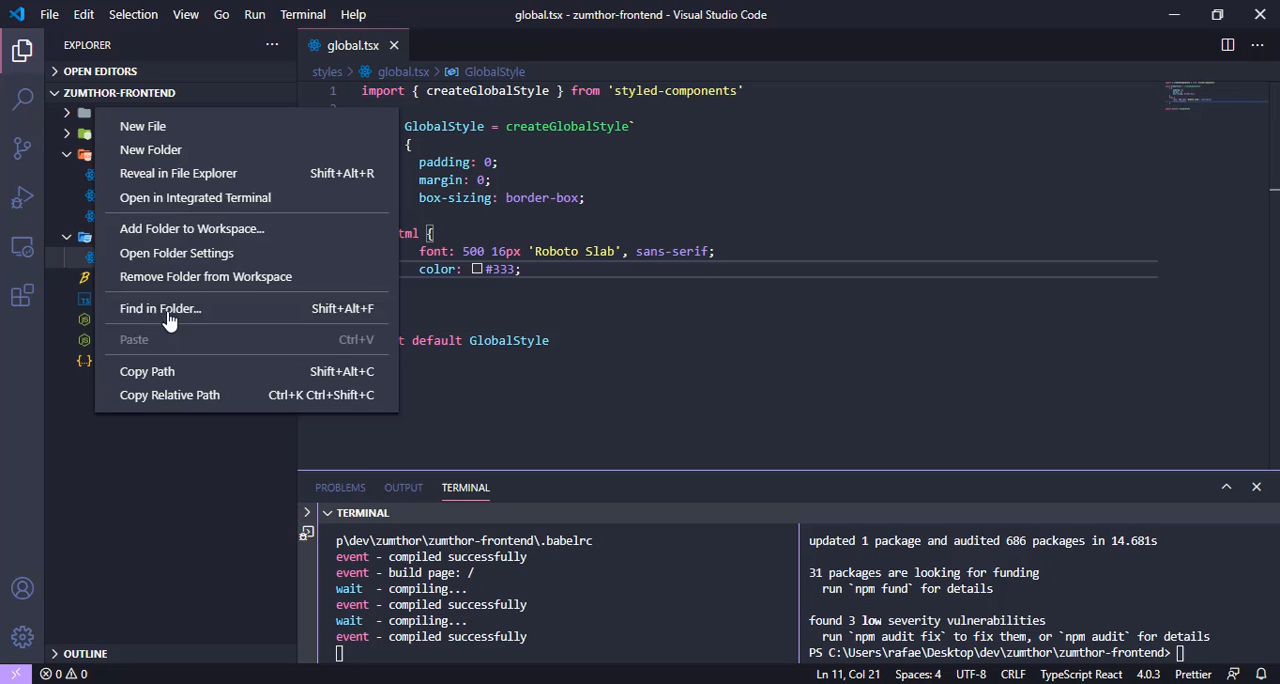 File Edit Selection View Go Run Terminal Help
global.tsx - zumthor-frontend - Visual Studio Code
EXPLORER
OPEN EDITORS
ZUMTHOR-FRONTEND
New File
New Folder
Reveal in File Explorer Shift+Alt+R
Open in Integrated Terminal
Add Folder to Workspace...
Open Folder Settings
Remove Folder from Workspace
Find in Folder... Shift+Alt+F
Paste Ctrl+V
Copy Path Shift+Alt+C
Copy Relative Path Ctrl+K Ctrl+Shift+C
OUTLINE
global.tsx
styles > global.tsx > GlobalStyle
1 import { createGlobalStyle } from 'styled-components'
2
GlobalStyle = createGlobalStyle`
{
padding: 0;
margin: 0;
box-sizing: border-box;
tml {
font: 500 16px 'Roboto Slab', sans-serif;
color: #333;
t default GlobalStyle
PROBLEMS OUTPUT TERMINAL
TERMINAL
p\dev\zumthor\zumthor-frontend\.babelrc
event - compiled successfully
event - build page: /
wait - compiling...
event - compiled successfully
wait - compiling...
event - compiled successfully
updated 1 package and audited 686 packages in 14.681s
31 packages are looking for funding
run `npm fund` for details
found 3 low severity vulnerabilities
run `npm audit fix` to fix them, or `npm audit` for details
PS C:\Users\rafae\Desktop\dev\zumthor\zumthor-frontend>
0 0
Ln 11, Col 21 Spaces: 4 UTF-8 CRLF TypeScript React 4.0.3 Prettier